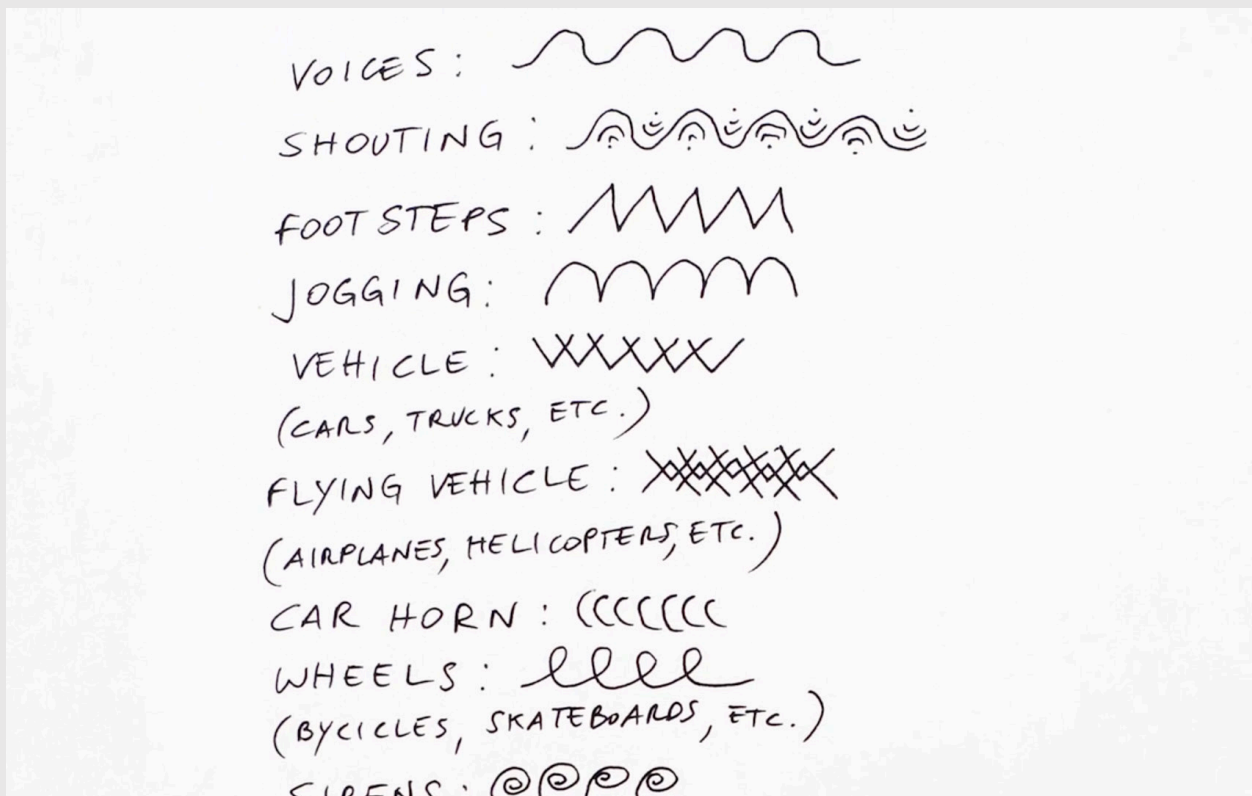 VOICES:
SHOUTING:
FOOTSTEPS:
JOGGING:
VEHICLE:
(CARS, TRUCKS, ETC.)
FLYING VEHICLE:
(AIRPLANES, HELICOPTERS, ETC.)
CAR HORN:
WHEELS:
(BYCICLES, SKATEBOARDS, ETC.)
SIRENS: